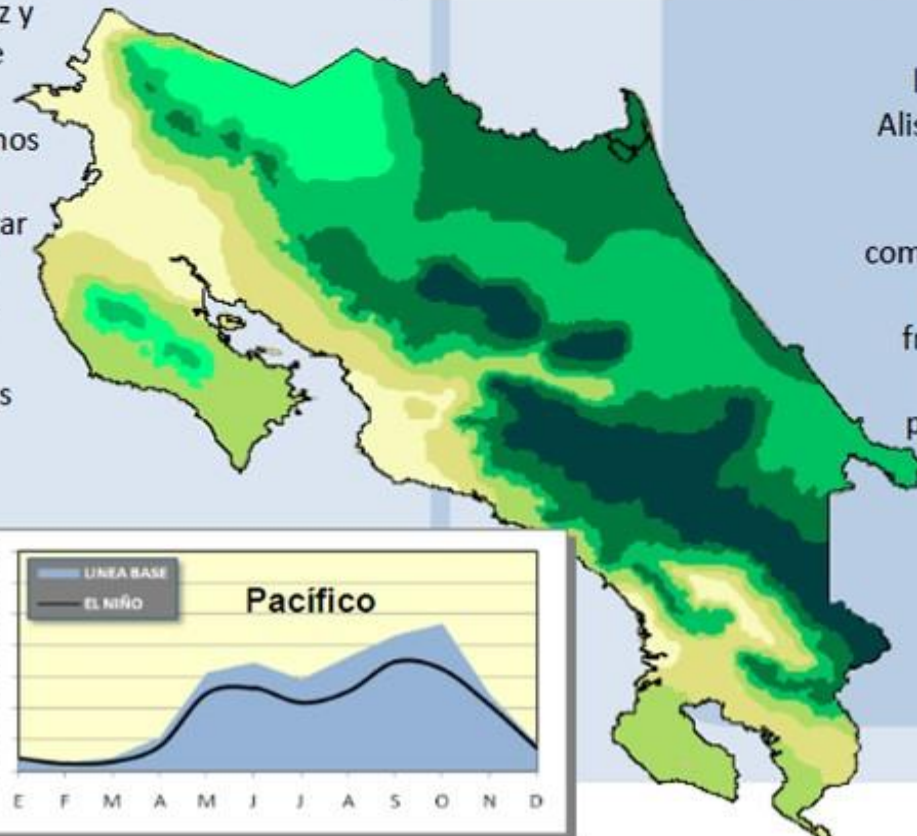 z y
e
nos
ar
s
Alis
com
fr
p
LINEA BASE
EL NIÑO
Pacífico
E F M A M J J A S O N D